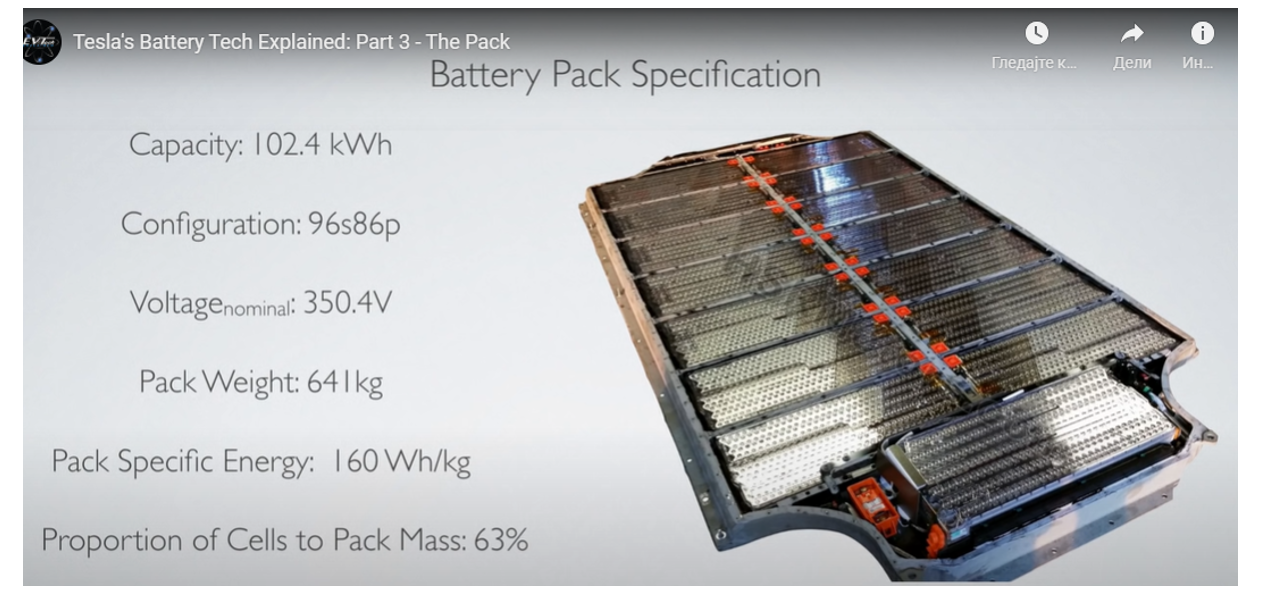 Tesla's Battery Tech Explained: Part 3 - The Pack
Гледајте к...
Дели
Ин...
Battery Pack Specification
Capacity: 102.4 kWh
Configuration: 96s86p
Voltagenominal: 350.4V
Pack Weight: 641kg
Pack Specific Energy: 160 Wh/kg
Proportion of Cells to Pack Mass: 63%